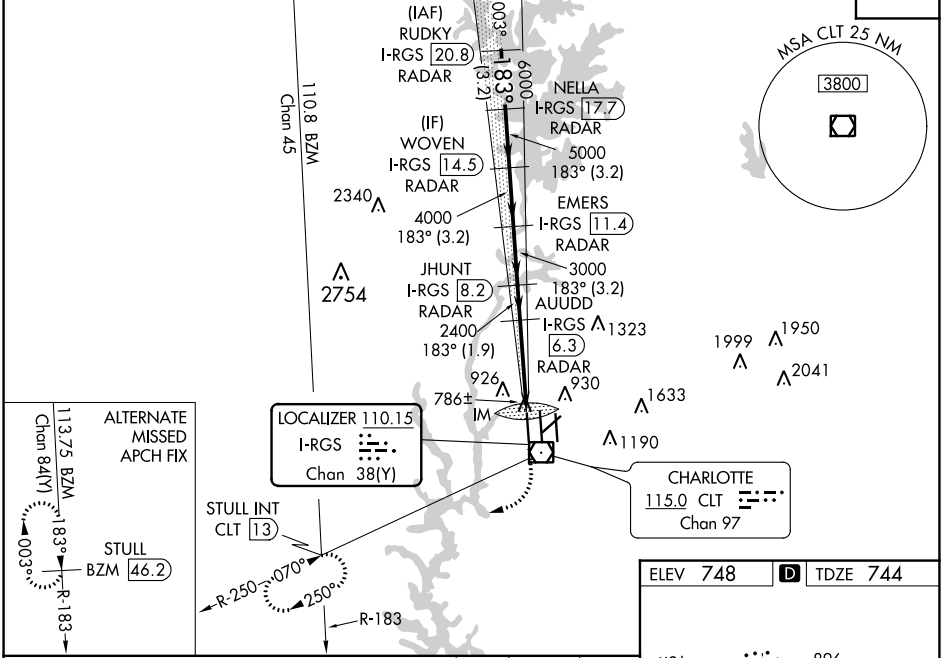 (IAF)
RUDKY
I-RGS 20.8
RADAR
003°
183°
6000
(3.2)
NELLA
I-RGS 17.7
RADAR
MSA CLT 25 NM
3800
110.8 BZM
Chan 45
(IF)
WOVEN
I-RGS 14.5
RADAR
5000
183° (3.2)
2340
4000
183° (3.2)
EMERS
I-RGS 11.4
RADAR
2754
JHUNT
I-RGS 8.2
RADAR
3000
183° (3.2)
2400
183° (1.9)
AUUDD
I-RGS
6.3
RADAR
1323
1999
1950
2041
926
930
786±
IM
1633
1190
ALTERNATE
MISSED
APCH FIX
113.75 BZM
Chan 84(Y)
183°
003°
STULL
BZM 46.2
R-183
LOCALIZER 110.15
I-RGS
Chan 38(Y)
CHARLOTTE
115.0 CLT
Chan 97
STULL INT
CLT 13
R-250
070°
250°
R-183
ELEV 748
D
TDZE 744